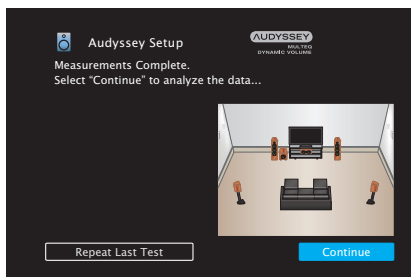 Audyssey Setup
AUDYSSEY
MULTEQ
DYNAMIC VOLUME
Measurements Complete.
Select “Continue” to analyze the data...
Repeat Last Test
Continue